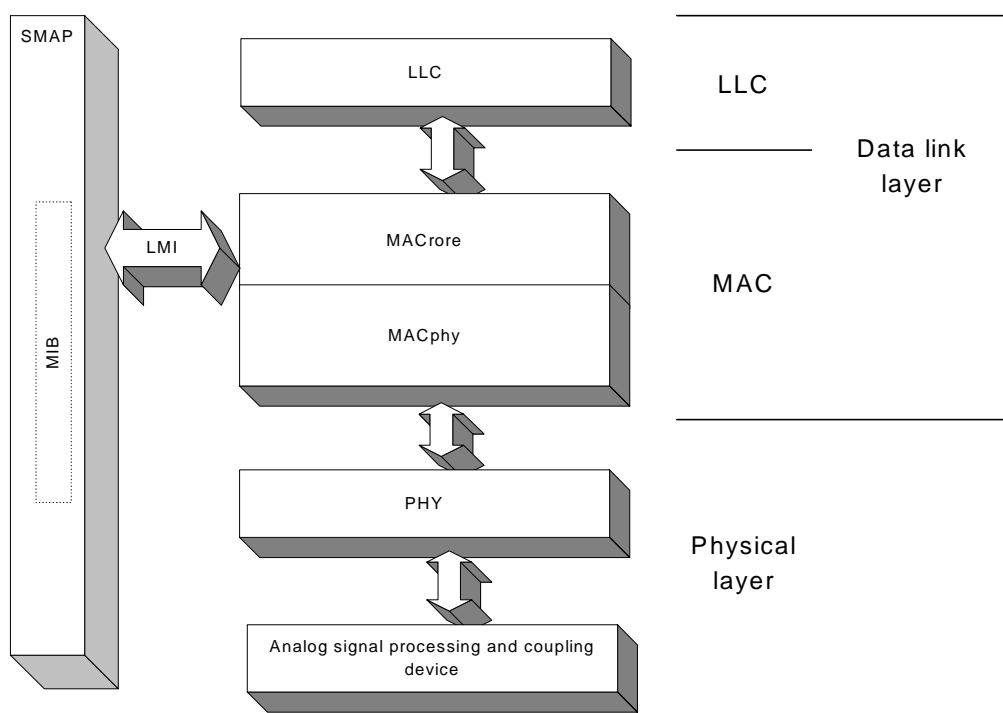 SMAP
LLC
LLC
Data link
layer
MACrore
LMI
MAC
MACphy
MIB
PHY
Physical
layer
Analog signal processing and coupling
device